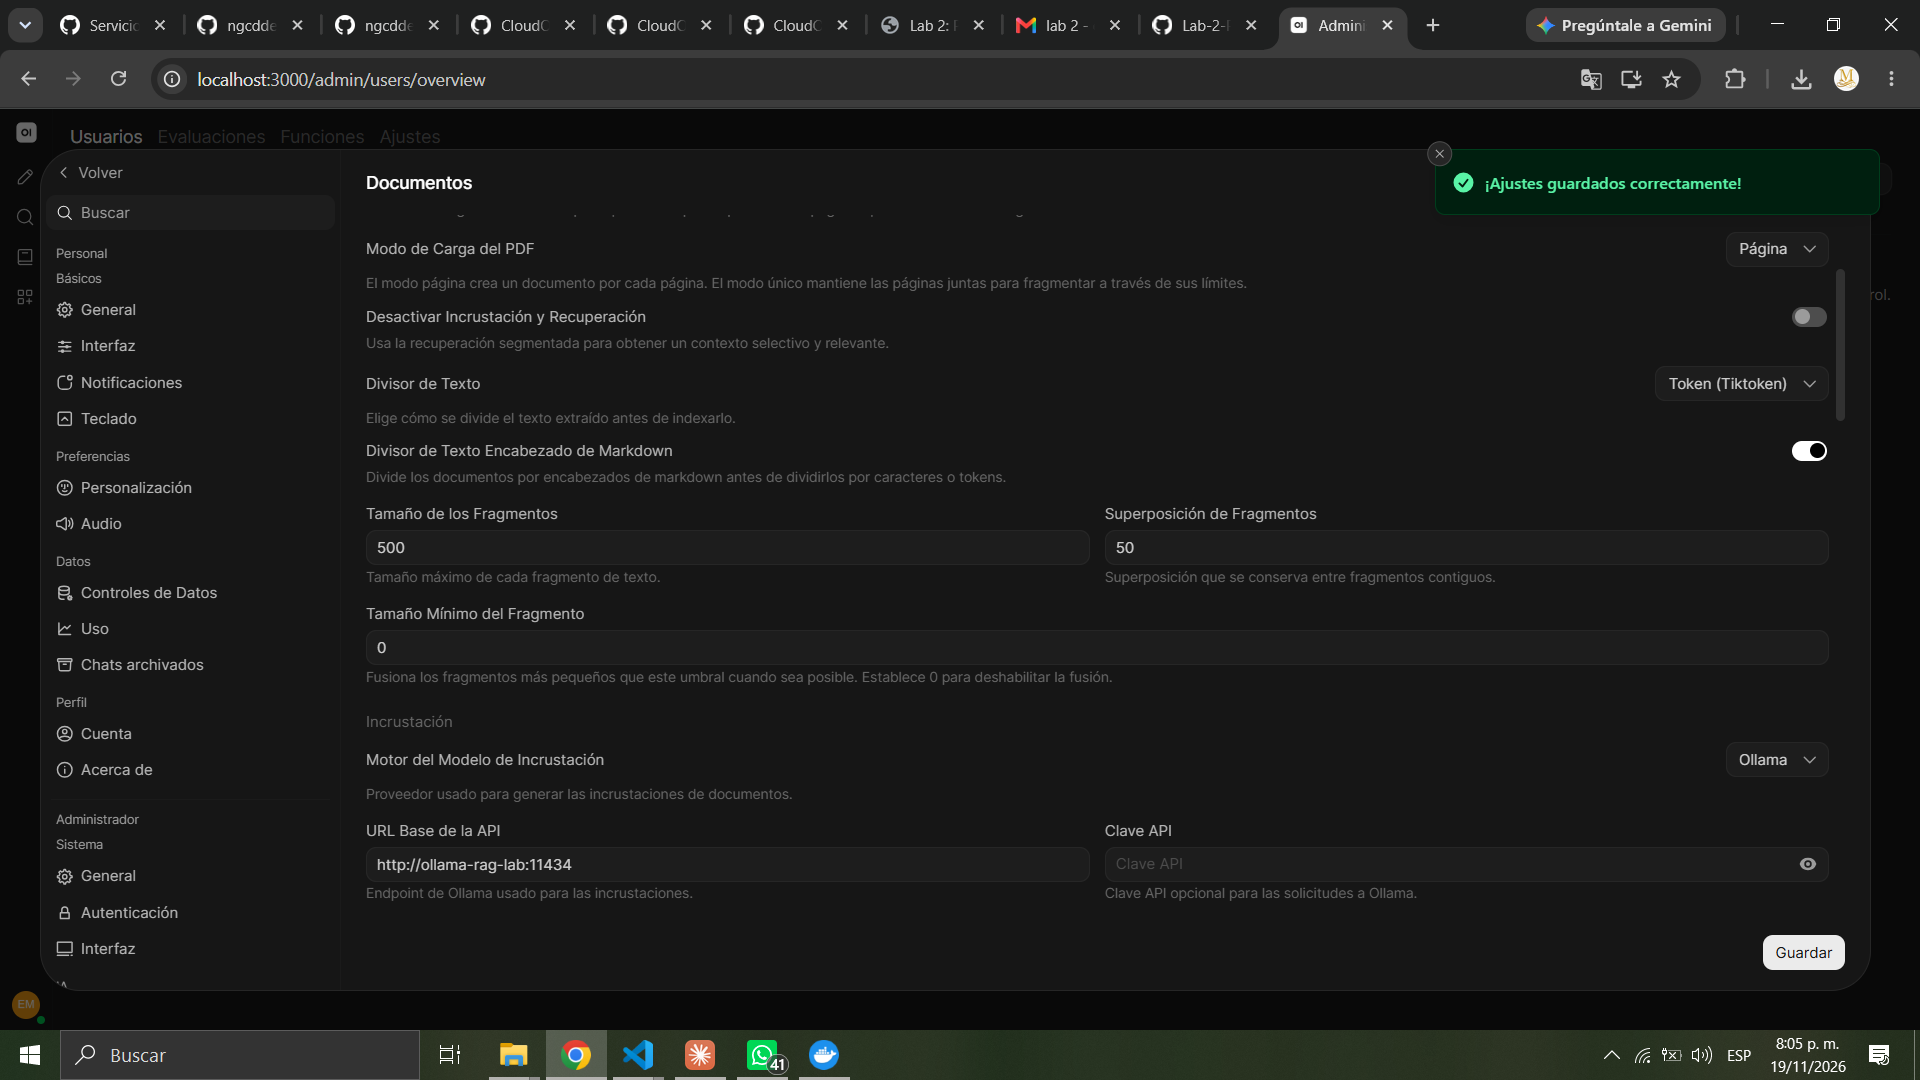 Servicio
ngcdde
ngcdde
CloudC
CloudC
CloudC
Lab 2:
lab 2 -
Lab-2-
Admini
Pregúntale a Gemini
localhost:3000/admin/users/overview
OI
Usuarios
Evaluaciones
Funciones
Ajustes
Volver
Buscar
Documentos
¡Ajustes guardados correctamente!
Personal
Básicos
General
Interfaz
Notificaciones
Teclado
Preferencias
Personalización
Audio
Datos
Controles de Datos
Uso
Chats archivados
Perfil
Cuenta
Acerca de
Administrador
Sistema
General
Autenticación
Interfaz
Modo de Carga del PDF
Página
El modo página crea un documento por cada página. El modo único mantiene las páginas juntas para fragmentar a través de sus límites.
rol.
Desactivar Incrustación y Recuperación
Usa la recuperación segmentada para obtener un contexto selectivo y relevante.
Divisor de Texto
Token (Tiktoken)
Elige cómo se divide el texto extraído antes de indexarlo.
Divisor de Texto Encabezado de Markdown
Divide los documentos por encabezados de markdown antes de dividirlos por caracteres o tokens.
Tamaño de los Fragmentos
Superposición de Fragmentos
500
50
Tamaño máximo de cada fragmento de texto.
Superposición que se conserva entre fragmentos contiguos.
Tamaño Mínimo del Fragmento
0
Fusiona los fragmentos más pequeños que este umbral cuando sea posible. Establece 0 para deshabilitar la fusión.
Incrustación
Motor del Modelo de Incrustación
Ollama
Proveedor usado para generar las incrustaciones de documentos.
URL Base de la API
Clave API
http://ollama-rag-lab:11434
Clave API
Endpoint de Ollama usado para las incrustaciones.
Clave API opcional para las solicitudes a Ollama.
Guardar
EM
Buscar
41
ESP
8:05 p. m.
19/11/2026